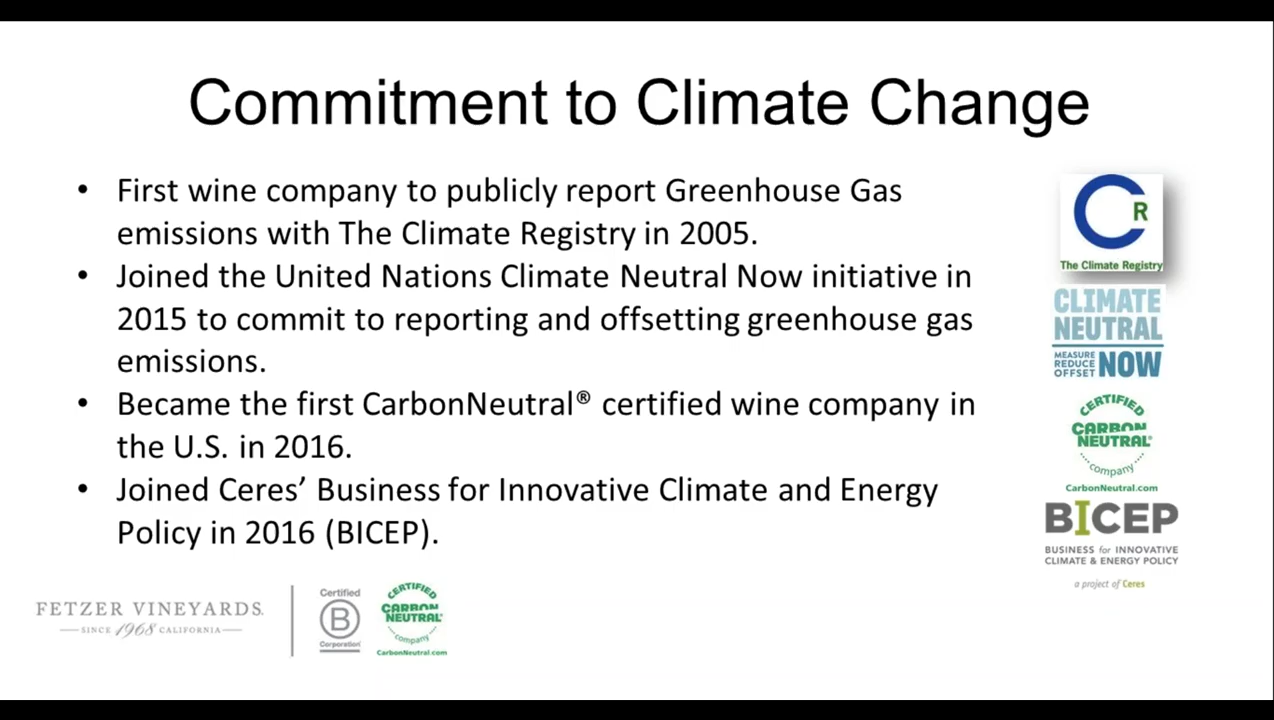 Commitment to Climate Change
• First wine company to publicly report Greenhouse Gas
emissions with The Climate Registry in 2005.
• Joined the United Nations Climate Neutral Now initiative in
2015 to commit to reporting and offsetting greenhouse gas
emissions.
• Became the first CarbonNeutral® certified wine company in
the U.S. in 2016.
• Joined Ceres’ Business for Innovative Climate and Energy
Policy in 2016 (BICEP).
CR
The Climate Registry
CLIMATE
NEUTRAL
MEASURE
REDUCE
OFFSET NOW
CERTIFIED
CARBON
NEUTRAL®
company
CarbonNeutral.com
BICEP
BUSINESS for INNOVATIVE
CLIMATE & ENERGY POLICY
a project of Ceres
FETZER VINEYARDS.
SINCE 1968 CALIFORNIA
Certified
B
Corporation
CERTIFIED
CARBON
NEUTRAL®
company
CarbonNeutral.com